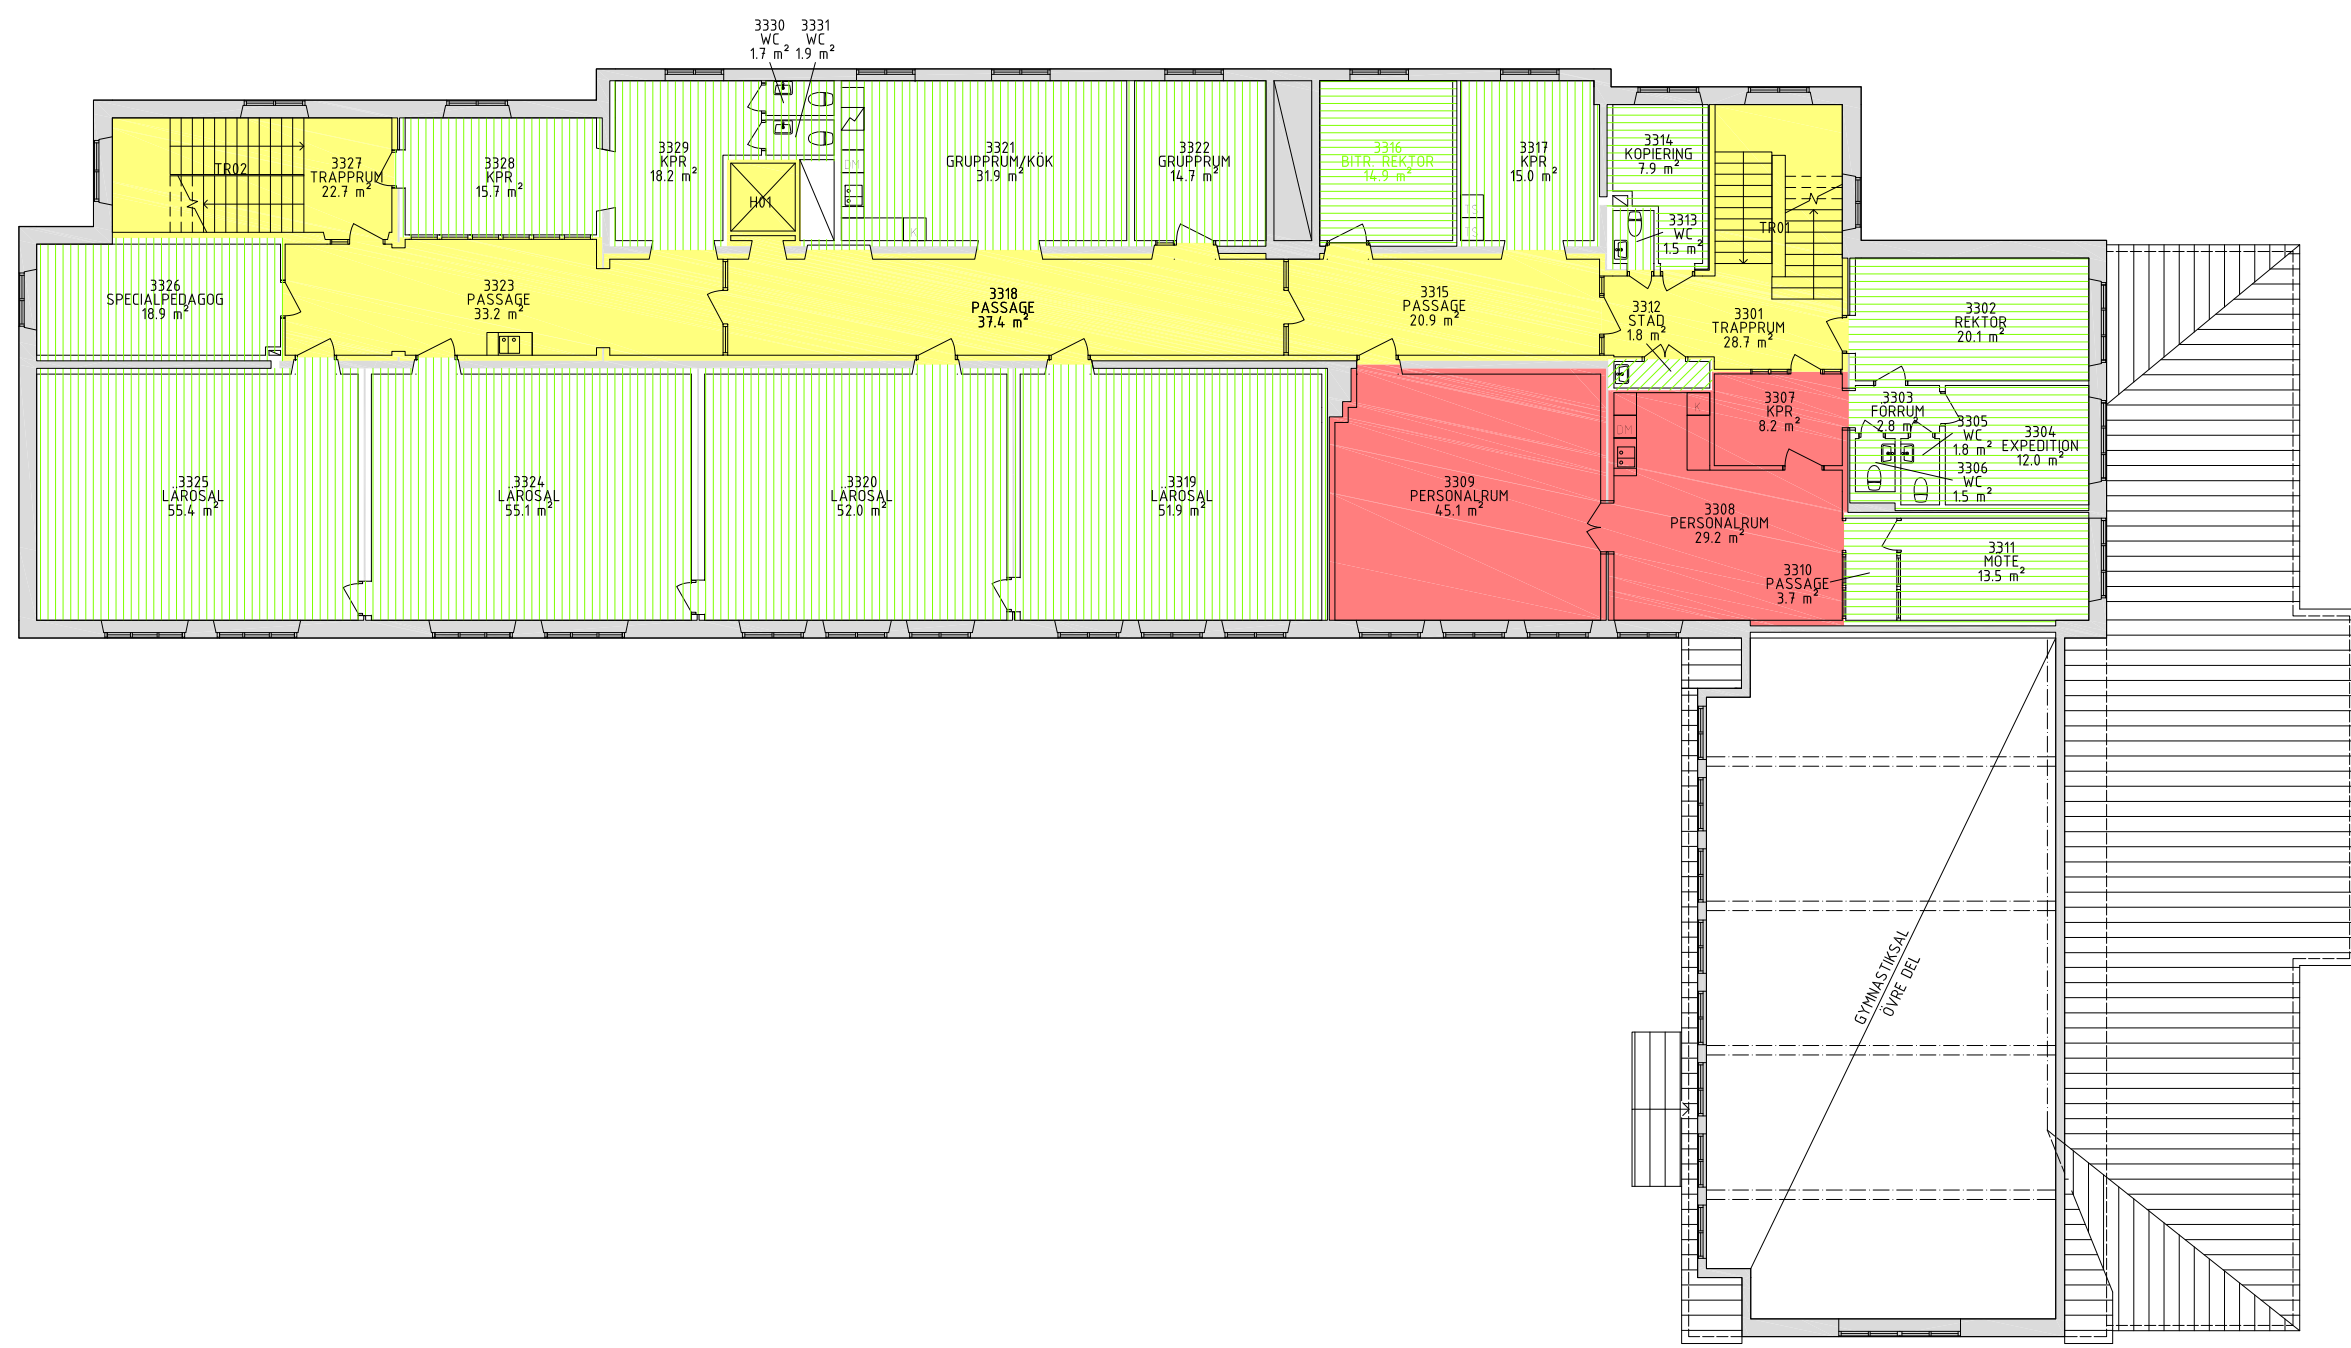 3330
WC
1.7 m²
3331
WC
1.9 m²
TR02
3327
TRAPPRUM
22.7 m²
3328
KPR
15.7 m²
3329
KPR
18.2 m²
H01
DM
K
3321
GRUPPRUM/KÖK
31.9 m²
3322
GRUPPRUM
14.7 m²
3316
BITR. REKTOR
14.9 m²
3317
KPR
15.0 m²
TS
TS
3314
KOPIERING
7.9 m²
3313
WC
1.5 m²
TR01
3326
SPECIALPEDAGOG
18.9 m²
3323
PASSAGE
33.2 m²
3318
PASSAGE
37.4 m²
3315
PASSAGE
20.9 m²
3312
STÄD
1.8 m²
3301
TRAPPRUM
28.7 m²
3302
REKTOR
20.1 m²
3325
LÄROSAL
55.4 m²
3324
LÄROSAL
55.1 m²
3320
LÄROSAL
52.0 m²
3319
LÄROSAL
51.9 m²
3309
PERSONALRUM
45.1 m²
DM
K
3307
KPR
8.2 m²
3303
FÖRRUM
2.8 m²
3305
WC
1.8 m²
3304
EXPEDITION
12.0 m²
3306
WC
1.5 m²
3308
PERSONALRUM
29.2 m²
3310
PASSAGE
3.7 m²
3311
MÖTE
13.5 m²
GYMNASTIKSAL
ÖVRE DEL